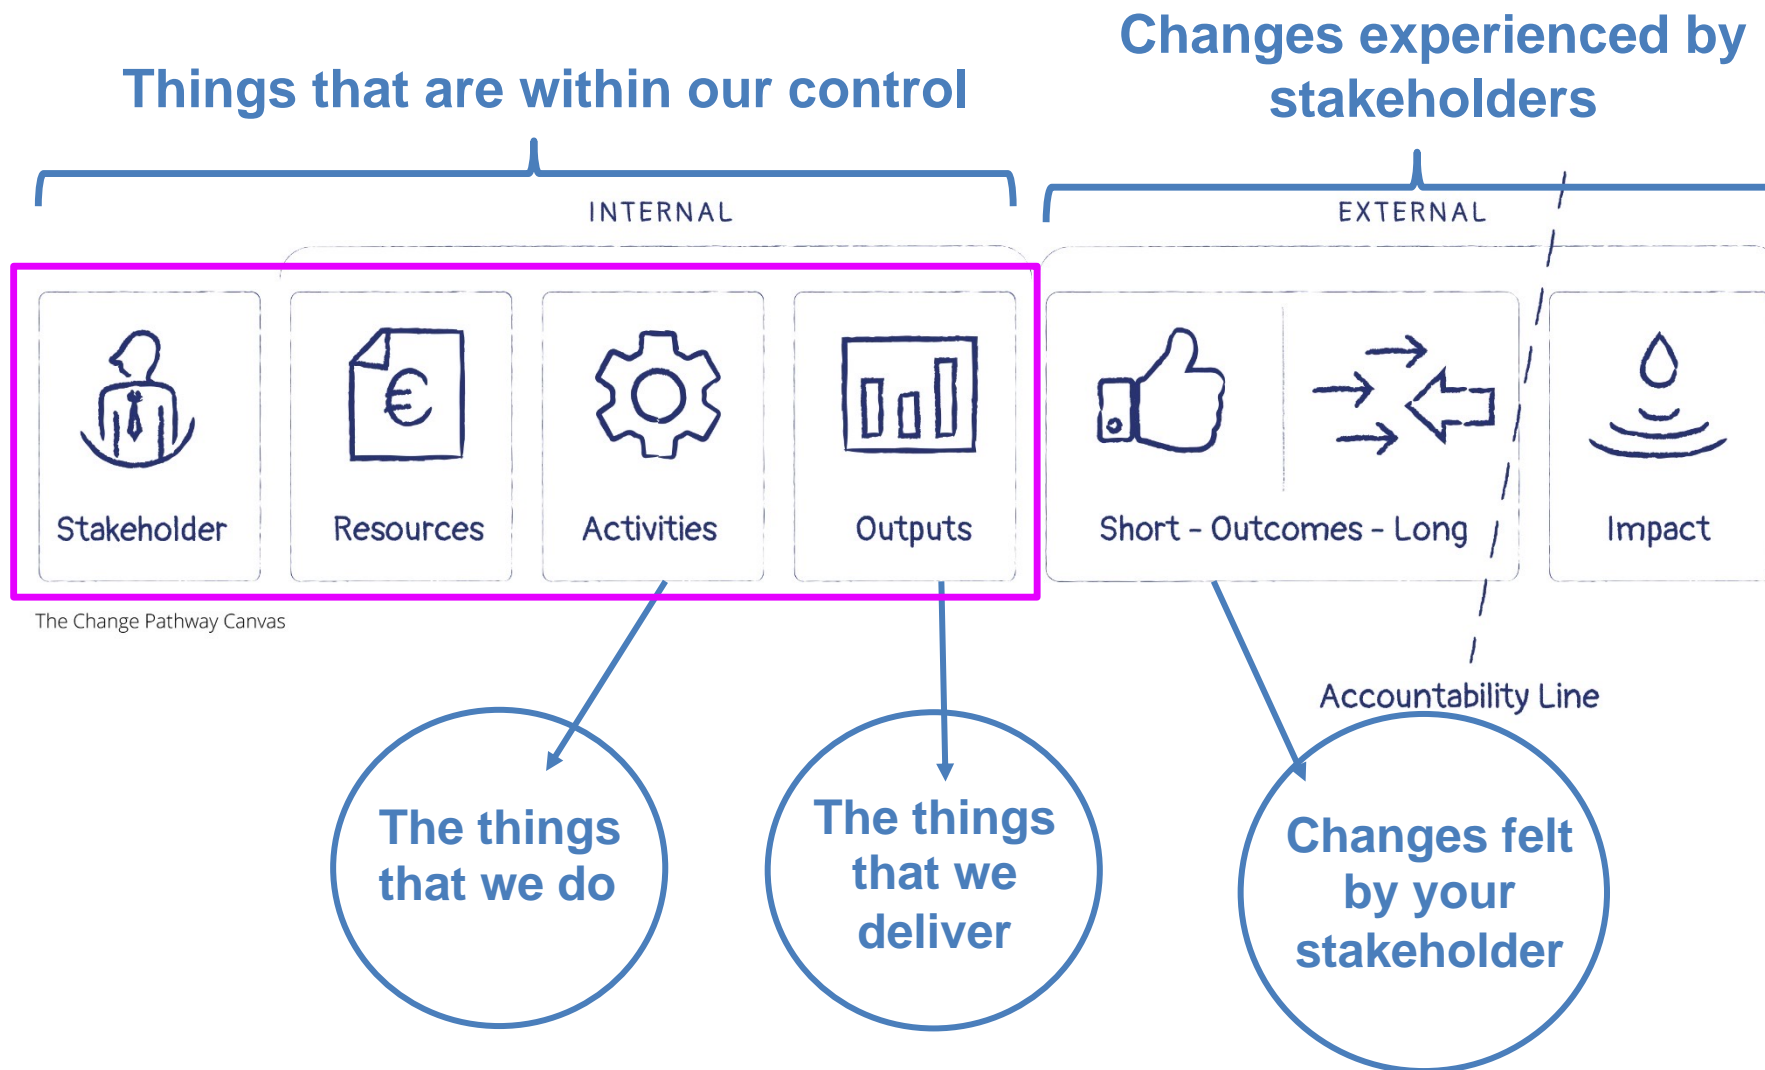 Changes experienced by
stakeholders
Things that are within our control
INTERNAL
EXTERNAL
€
Stakeholder
Resources
Activities
Outputs
Short - Outcomes - Long
Impact
The Change Pathway Canvas
Accountability Line
The things
that we do
The things
that we
deliver
Changes felt
by your
stakeholder